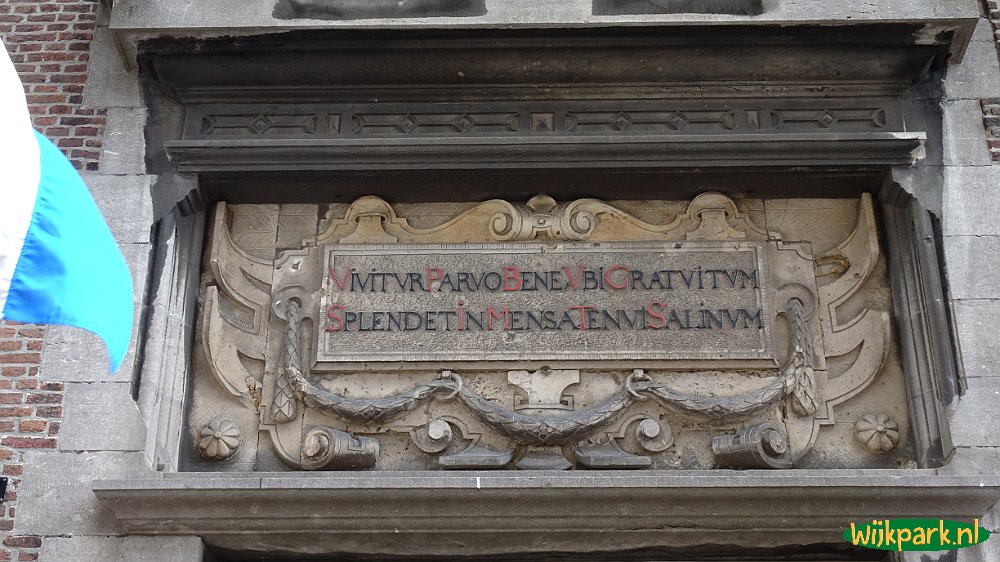 VIVITVR PARVO BENE VBI GRATVITVM
SPLENDET IN MENSA TENVI SALINVM
wijkpark.nl